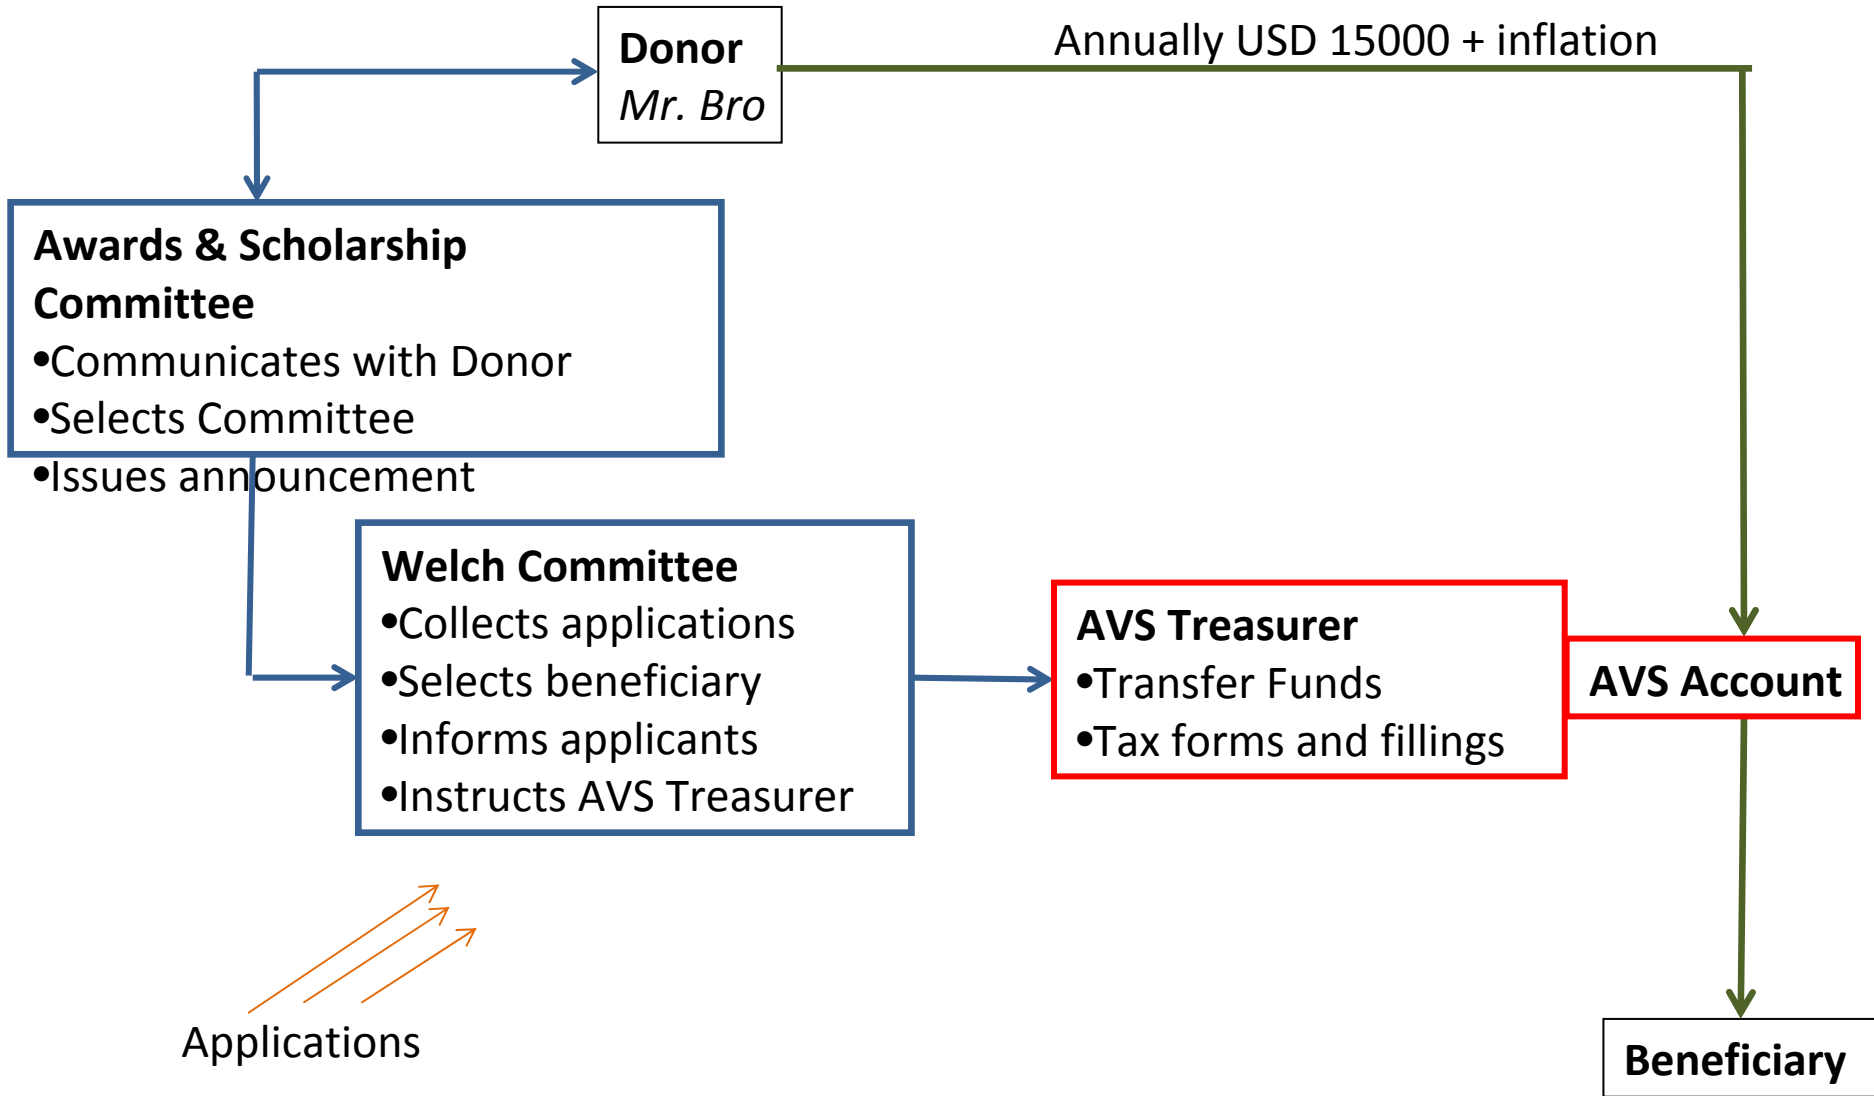 Donor
Mr. Bro
Annually USD 15000 + inflation
Awards & Scholarship
Committee
•Communicates with Donor
•Selects Committee
•Issues announcement
Welch Committee
•Collects applications
•Selects beneficiary
•Informs applicants
•Instructs AVS Treasurer
AVS Treasurer
•Transfer Funds
•Tax forms and fillings
AVS Account
Applications
Beneficiary